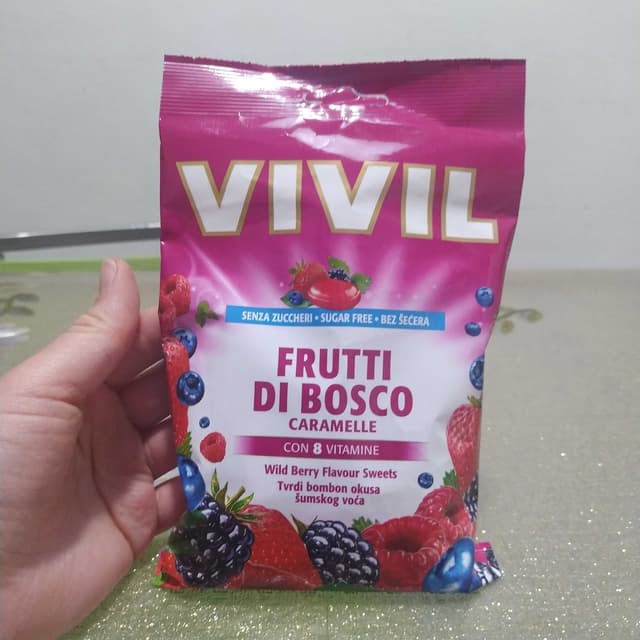 VIVIL
SENZA ZUCCHERI • SUGAR FREE • BEZ ŠEĆERA
FRUTTI
DI BOSCO
CARAMELLE
CON 8 VITAMINE
Wild Berry Flavour Sweets
Tvrdi bombon okusa
šumskog voća